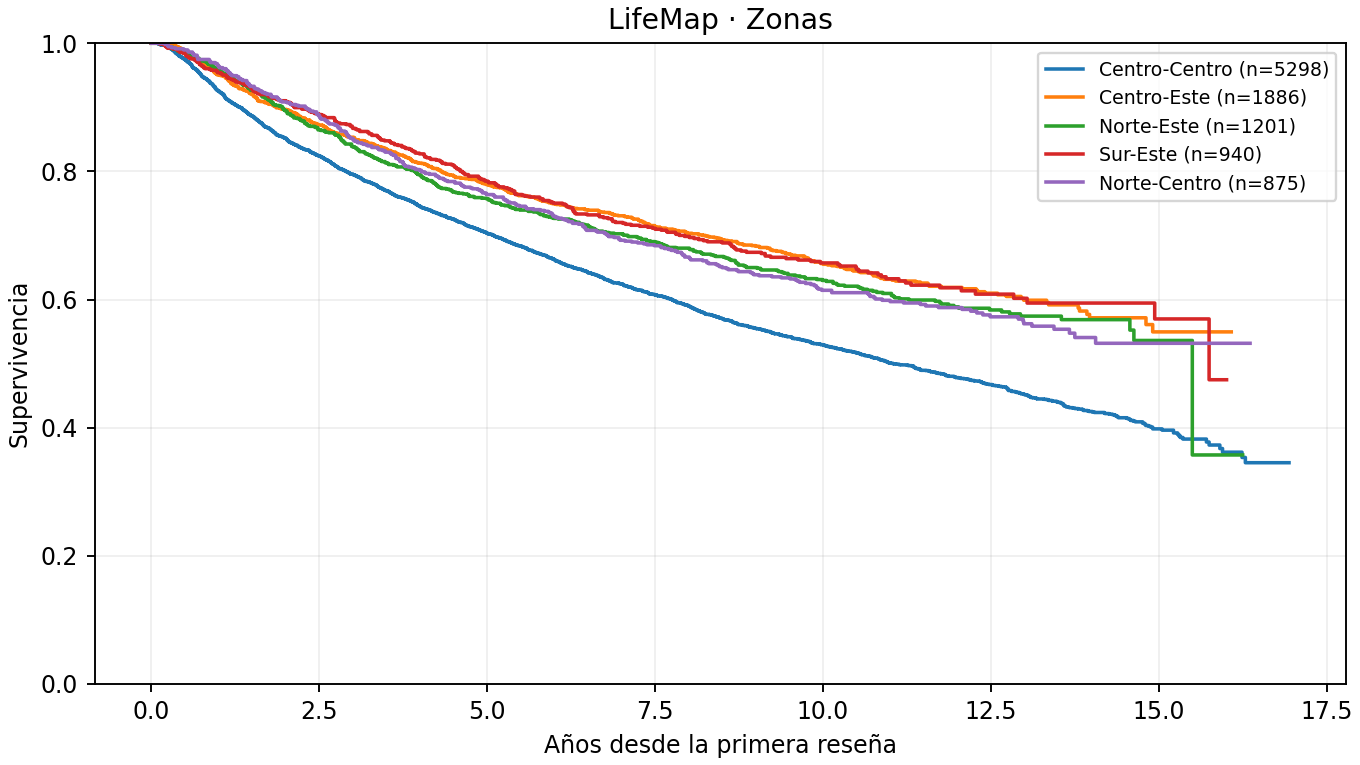 LifeMap · Zonas
1.0
0.8
0.6
0.4
0.2
0.0
Supervivencia
Centro-Centro (n=5298)
Centro-Este (n=1886)
Norte-Este (n=1201)
Sur-Este (n=940)
Norte-Centro (n=875)
0.0 2.5 5.0 7.5 10.0 12.5 15.0 17.5
Años desde la primera reseña